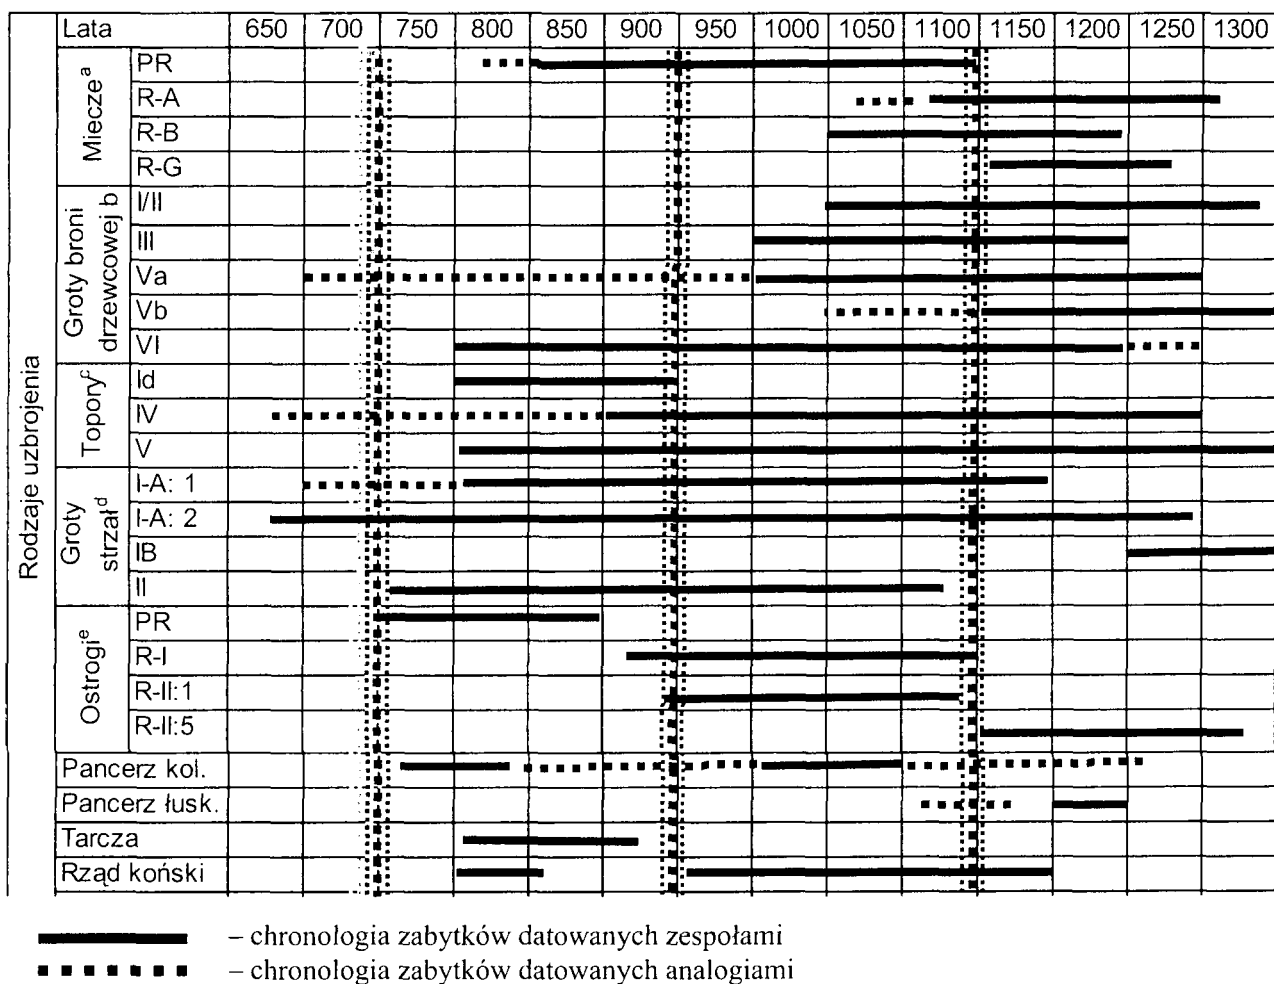 Lata 650 700 750 800 850 900 950 1000 1050 1100 1150 1200 1250 1300
Rodzaje uzbrojenia
Miecze a
PR
R-A
R-B
R-G
Groty broni
drzewcowej b
I/II
III
Va
Vb
VI
Topory c
Id
IV
V
Groty
strzał d
I-A: 1
I-A: 2
IB
II
Ostrogi e
PR
R-I
R-II:1
R-II:5
Pancerz kol.
Pancerz łusk.
Tarcza
Rząd koński
– chronologia zabytków datowanych zespołami
– chronologia zabytków datowanych analogiami